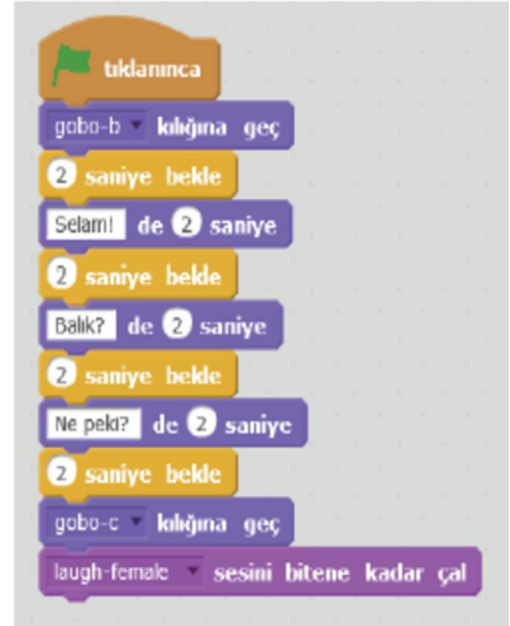 tıklanınca
gobo-b kılığına geç
2 saniye bekle
Selam! de 2 saniye
2 saniye bekle
Balık? de 2 saniye
2 saniye bekle
Ne peki? de 2 saniye
2 saniye bekle
gobo-c kılığına geç
laugh-female sesini bitene kadar çal